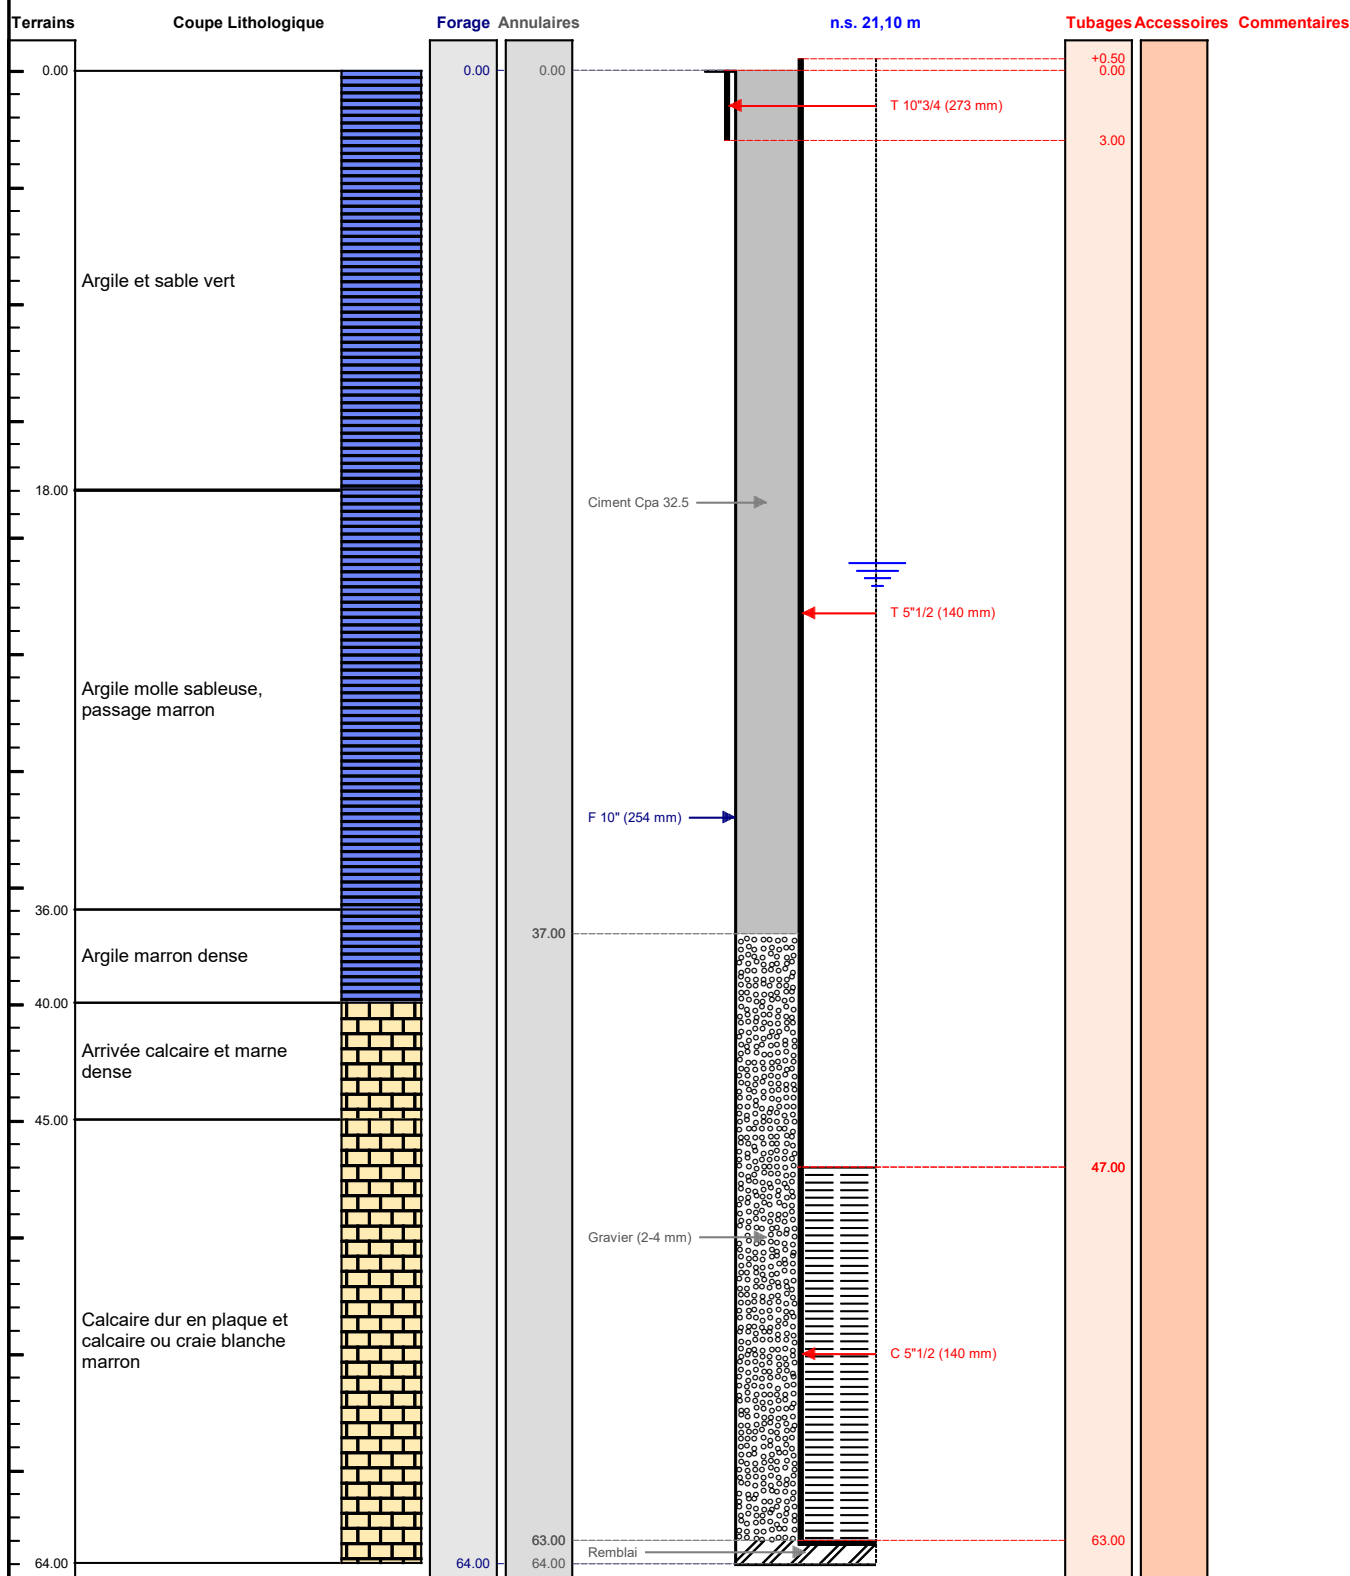 Terrains Coupe Lithologique Forage Annulaires n.s. 21,10 m Tubages Accessoires Commentaires
+0.50
0.00 0.00 0.00 0.00
T 10"3/4 (273 mm)
3.00
Argile et sable vert
18.00
Ciment Cpa 32.5
T 5"1/2 (140 mm)
Argile molle sableuse,
passage marron
F 10" (254 mm)
36.00
37.00
Argile marron dense
40.00
Arrivée calcaire et marne
dense
45.00
47.00
Gravier (2-4 mm)
Calcaire dur en plaque et
calcaire ou craie blanche
marron
C 5"1/2 (140 mm)
63.00 63.00
Remblai
64.00 64.00 64.00